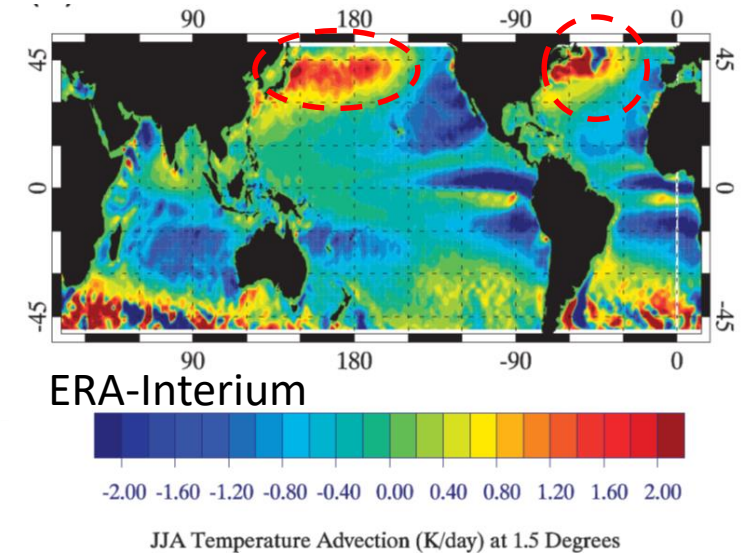 90 180 -90 0
45 45
0 0
-45 -45
90 180 -90 0
ERA-Interium
-2.00 -1.60 -1.20 -0.80 -0.40 0.00 0.40 0.80 1.20 1.60 2.00
JJA Temperature Advection (K/day) at 1.5 Degrees